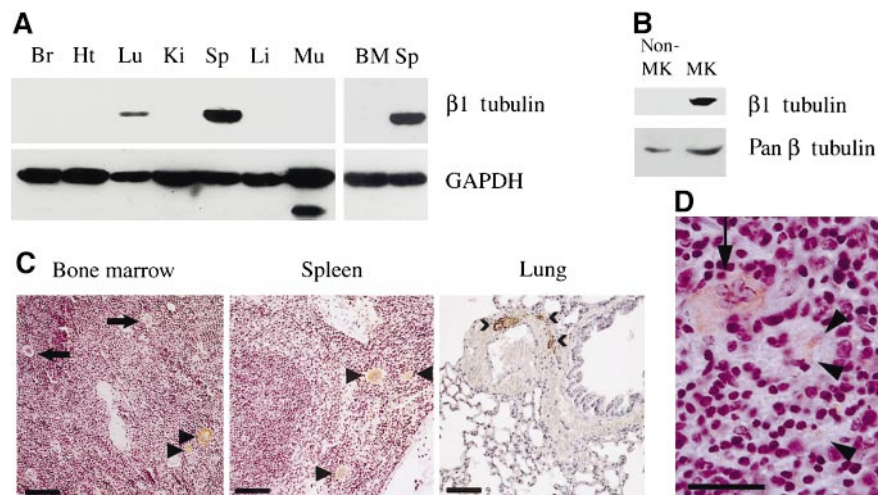 A
Br Ht Lu Ki Sp Li Mu BM Sp
β1 tubulin
GAPDH
B
Non-
MK MK
β1 tubulin
Pan β tubulin
C
Bone marrow Spleen Lung
D